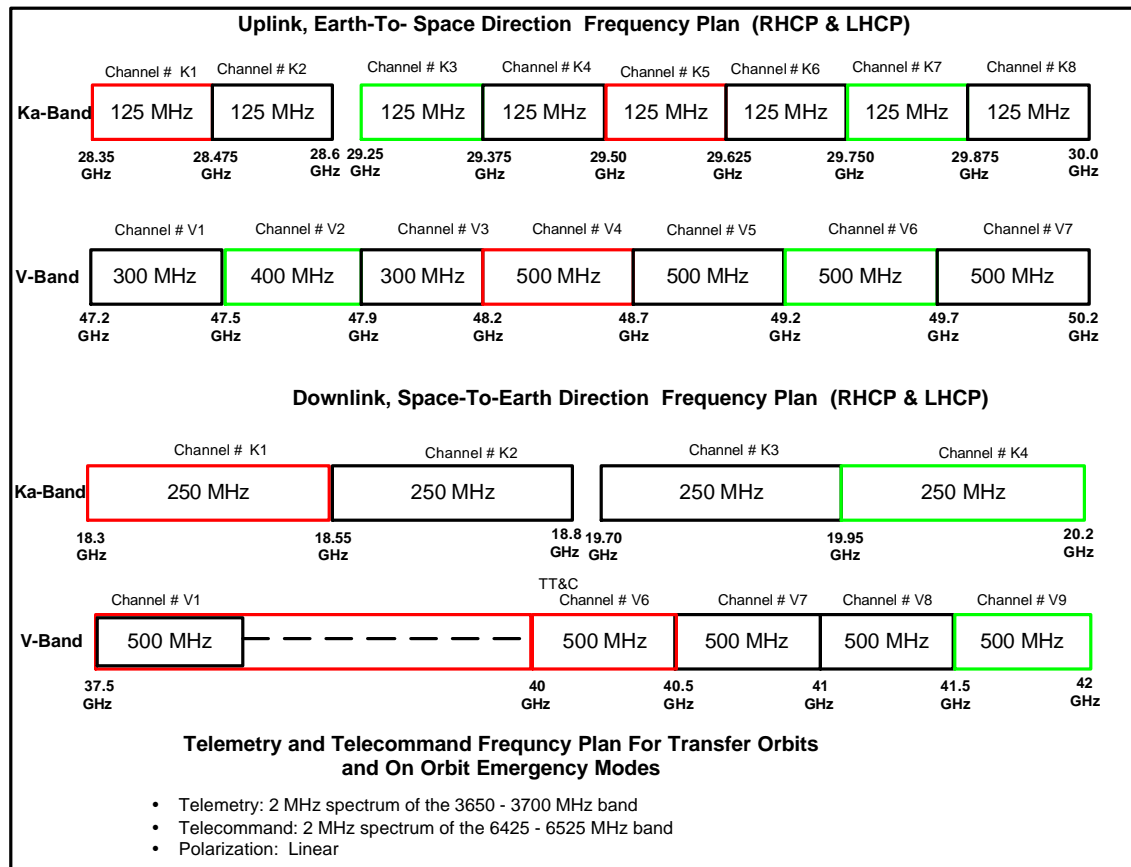 Uplink, Earth-To- Space Direction  Frequency Plan  (RHCP & LHCP)
Channel #  K1 Channel # K2 Channel # K3 Channel # K4 Channel # K5 Channel # K6 Channel # K7 Channel # K8
Ka-Band 125 MHz 125 MHz 125 MHz 125 MHz 125 MHz 125 MHz 125 MHz 125 MHz
28.35 28.475 28.6 29.25 29.375 29.50 29.625 29.750 29.875 30.0
GHz GHz GHz GHz GHz GHz GHz GHz GHz GHz
Channel # V1 Channel # V2 Channel # V3 Channel # V4 Channel # V5 Channel # V6 Channel # V7
V-Band 300 MHz 400 MHz 300 MHz 500 MHz 500 MHz 500 MHz 500 MHz
47.2 47.5 47.9 48.2 48.7 49.2 49.7 50.2
GHz GHz GHz GHz GHz GHz GHz GHz
Downlink, Space-To-Earth Direction  Frequency Plan  (RHCP & LHCP)
Channel #  K1 Channel # K2 Channel # K3 Channel # K4
Ka-Band 250 MHz 250 MHz 250 MHz 250 MHz
18.3 18.55 18.8 19.70 19.95 20.2
GHz GHz GHz GHz GHz GHz
TT&C
Channel # V1 Channel # V6 Channel # V7 Channel # V8 Channel # V9
V-Band 500 MHz 500 MHz 500 MHz 500 MHz 500 MHz
37.5 40 40.5 41 41.5 42
GHz GHz GHz GHz GHz GHz
Telemetry and Telecommand Frequncy Plan For Transfer Orbits
and On Orbit Emergency Modes
• Telemetry: 2 MHz spectrum of the 3650 - 3700 MHz band
• Telecommand: 2 MHz spectrum of the 6425 - 6525 MHz band
• Polarization:  Linear